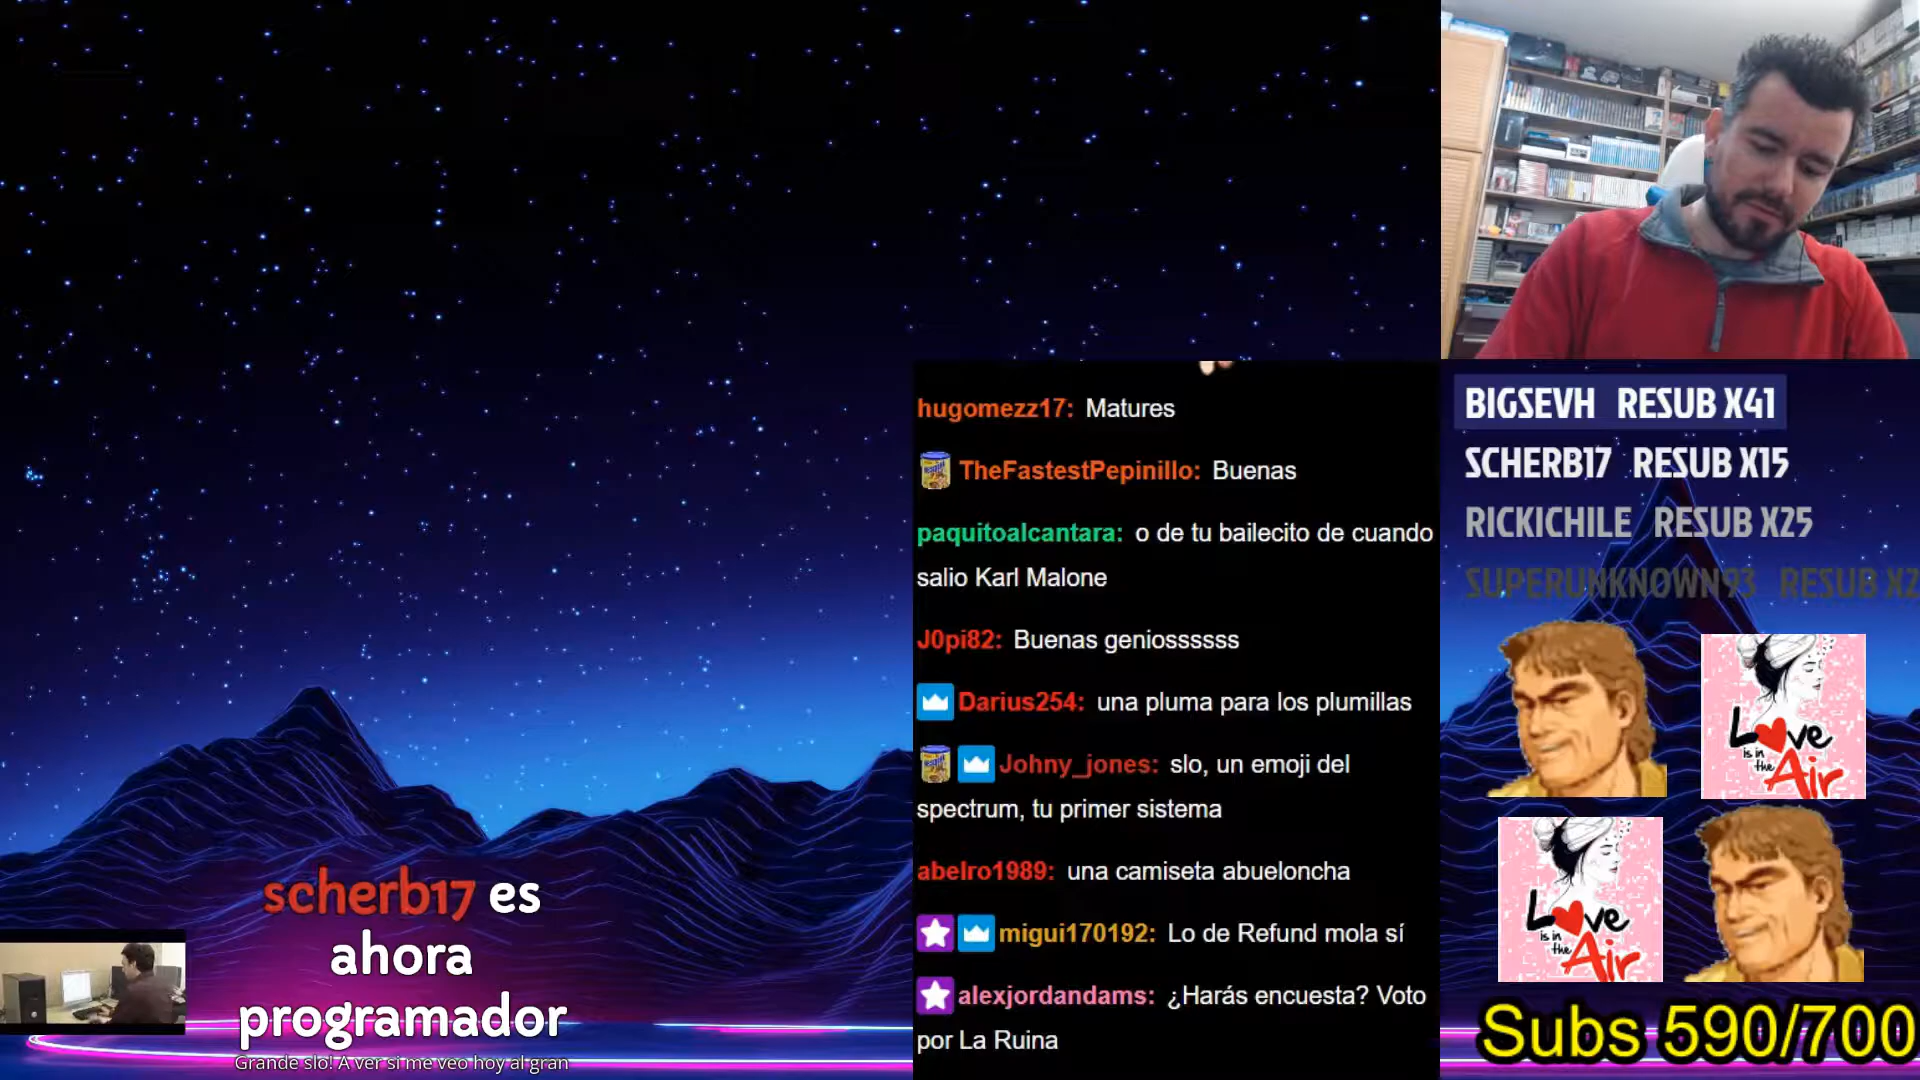 hugomezz17: Matures
TheFastestPepinillo: Buenas
paquitoalcantara: o de tu bailecito de cuando
salio Karl Malone
J0pi82: Buenas geniossssss
Darius254: una pluma para los plumillas
Johny_jones: slo, un emoji del
spectrum, tu primer sistema
abelro1989: una camiseta abueloncha
migui170192: Lo de Refund mola sí
alexjordandams: ¿Harás encuesta? Voto
por La Ruina
BIGSEVH RESUB X41
SCHERB17 RESUB X15
RICKICHILE RESUB X25
SUPERUNKNOWN93 RESUB X2
Love
is in
the Air
Love
is in
the Air
scherb17 es
ahora
programador
Grande slo! A ver si me veo hoy al gran
Subs 590/700